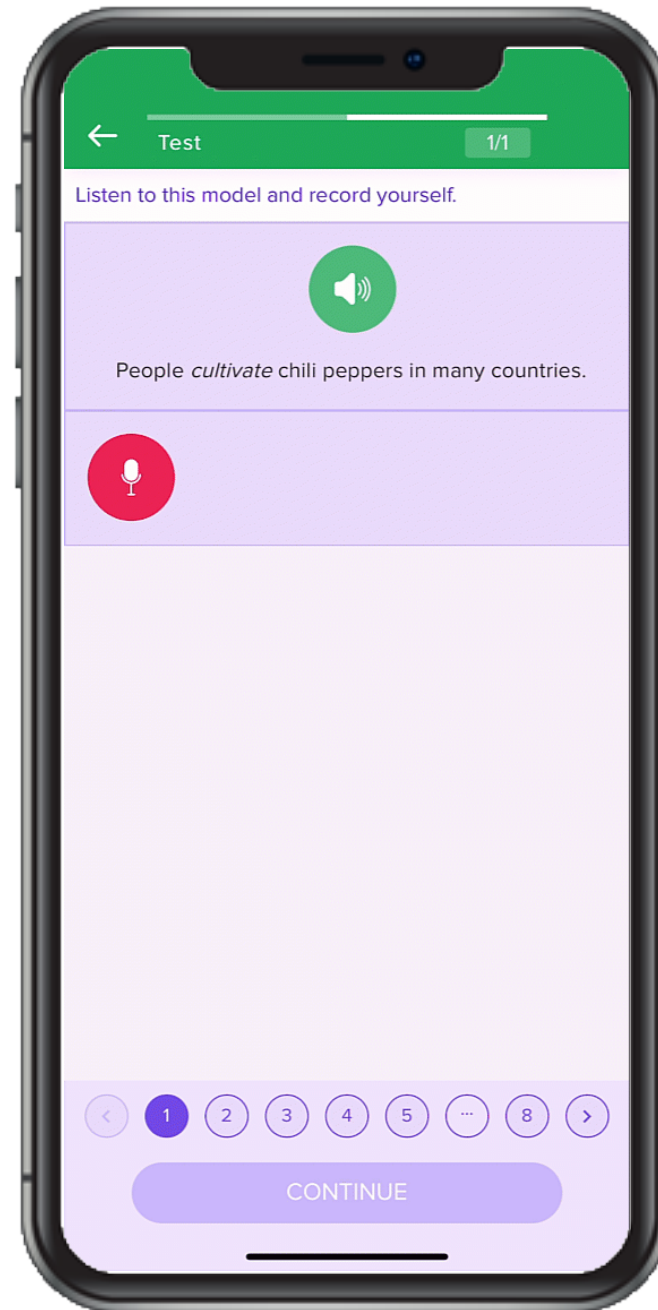 Test
1/1
Listen to this model and record yourself.
People cultivate chili peppers in many countries.
1 2 3 4 5 ... 8
CONTINUE